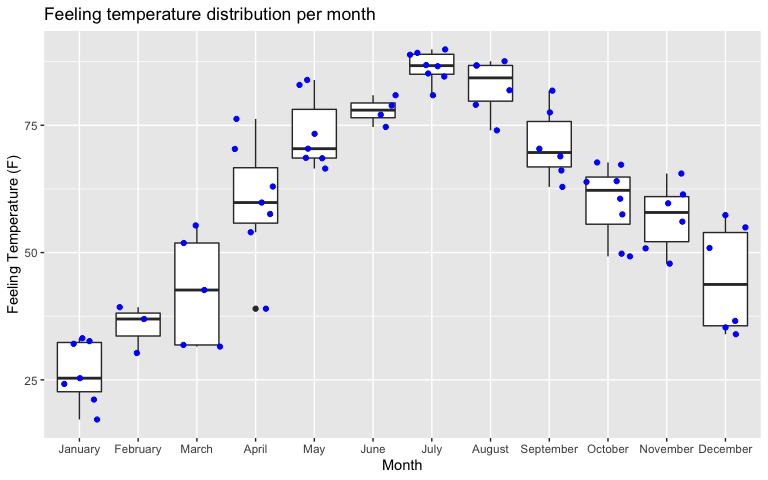 Feeling temperature distribution per month
Feeling Temperature (F)
75
50
25
January February March April May June July August September October November December
Month